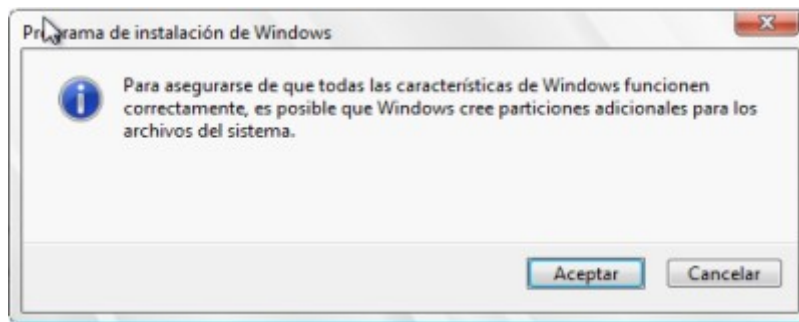 Programa de instalación de Windows
Para asegurarse de que todas las características de Windows funcionen
correctamente, es posible que Windows cree particiones adicionales para los
archivos del sistema.
Aceptar
Cancelar